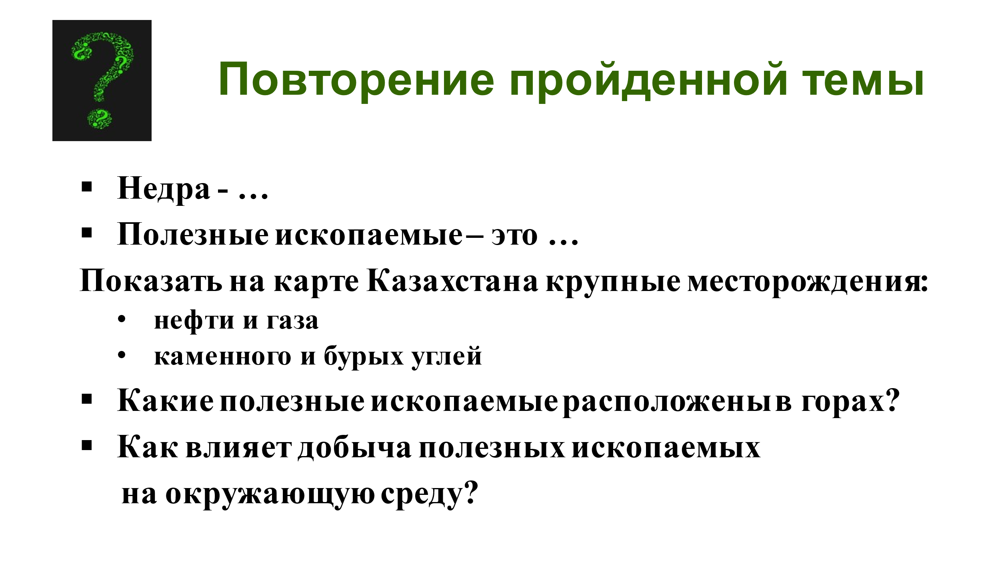 Повторение пройденной темы
▪ Недра - …
▪ Полезные ископаемые – это …
Показать на карте Казахстана крупные месторождения:
• нефти и газа
• каменного и бурых углей
▪ Какие полезные ископаемые расположены в горах?
▪ Как влияет добыча полезных ископаемых
на окружающую среду?